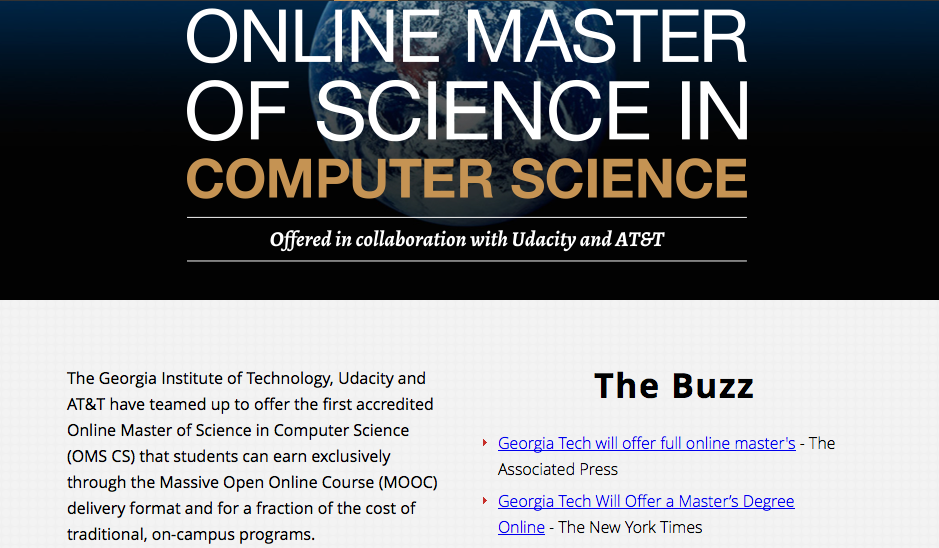 ONLINE MASTER
OF SCIENCE IN
COMPUTER SCIENCE
Offered in collaboration with Udacity and AT&T
The Georgia Institute of Technology, Udacity and
AT&T have teamed up to offer the first accredited
Online Master of Science in Computer Science
(OMS CS) that students can earn exclusively
through the Massive Open Online Course (MOOC)
delivery format and for a fraction of the cost of
traditional, on-campus programs.
The Buzz
Georgia Tech will offer full online master's - The
Associated Press
Georgia Tech Will Offer a Master’s Degree
Online - The New York Times